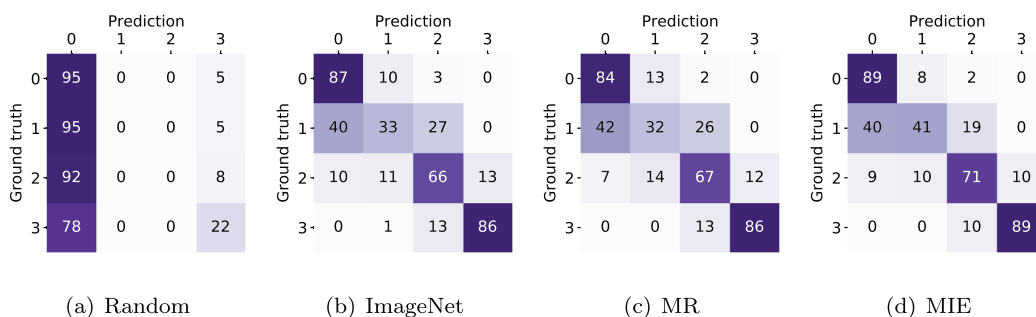 Prediction
0 1 2 3
Ground truth
0 95 0 0 5
1 95 0 0 5
2 92 0 0 8
3 78 0 0 22
(a) Random
Prediction
0 1 2 3
Ground truth
0 87 10 3 0
1 40 33 27 0
2 10 11 66 13
3 0 1 13 86
(b) ImageNet
Prediction
0 1 2 3
Ground truth
0 84 13 2 0
1 42 32 26 0
2 7 14 67 12
3 0 0 13 86
(c) MR
Prediction
0 1 2 3
Ground truth
0 89 8 2 0
1 40 41 19 0
2 9 10 71 10
3 0 0 10 89
(d) MIE